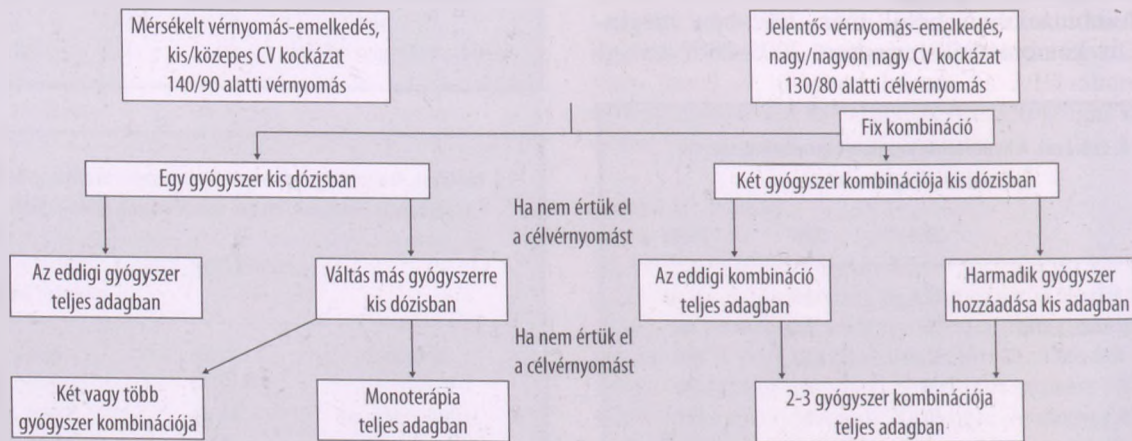 Mérsékelt vérnyomás-emelkedés,
kis/közepes CV kockázat
140/90 alatti vérnyomás
Jelentős vérnyomás-emelkedés,
nagy/nagyon nagy CV kockázat
130/80 alatti célvérnyomás
Fix kombináció
Egy gyógyszer kis dózisban
Két gyógyszer kombinációja kis dózisban
Ha nem értük el
a célvérnyomást
Az eddigi gyógyszer
teljes adagban
Váltás más gyógyszerre
kis dózisban
Az eddigi kombináció
teljes adagban
Harmadik gyógyszer
hozzáadása kis adagban
Ha nem értük el
a célvérnyomást
Két vagy több
gyógyszer kombinációja
Monoterápia
teljes adagban
2-3 gyógyszer kombinációja
teljes adagban